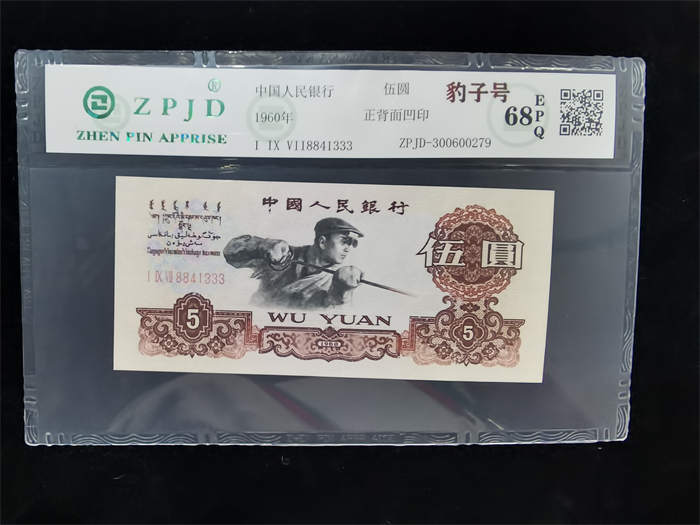 ZPJD®
ZHEN PIN APPRISE
中国人民银行 伍圆 豹子号
1960年 正背面凹印
I IX VII8841333 ZPJD-300600279
68 EPQ
中國人民銀行
伍圓
I IX VII 8841333
5
WU YUAN
1960
5